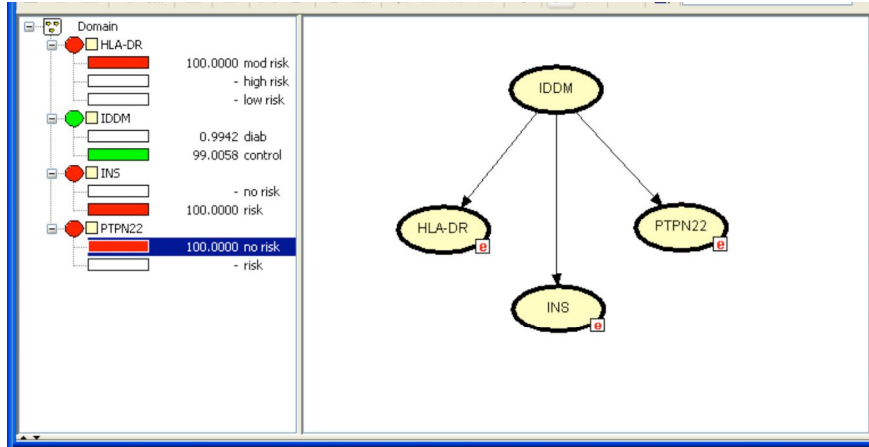 Domain
HLA-DR
100.0000 mod risk
- high risk
- low risk
IDDM
0.9942 diab
99.0058 control
INS
- no risk
100.0000 risk
PTPN22
100.0000 no risk
- risk
IDDM
HLA-DR
e
PTPN22
e
INS
e